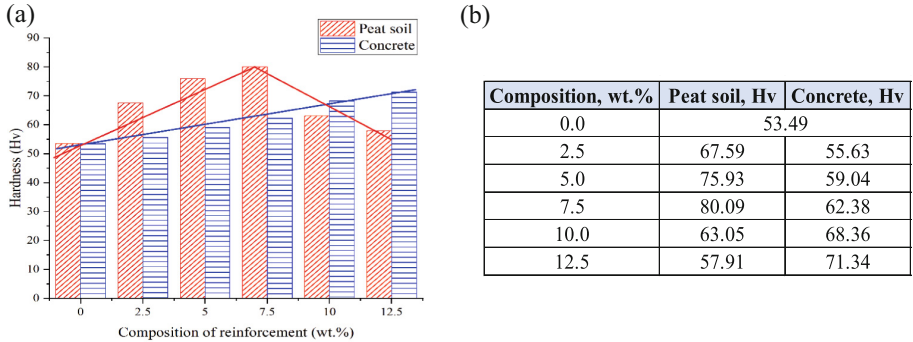 (a)
Peat soil
Concrete
90
80
70
60
50
40
30
20
10
0
Hardness (Hv)
0 2.5 5 7.5 10 12.5
Composition of reinforcement (wt.%)
(b)
Composition, wt.% Peat soil, Hv Concrete, Hv
0.0 53.49
2.5 67.59 55.63
5.0 75.93 59.04
7.5 80.09 62.38
10.0 63.05 68.36
12.5 57.91 71.34